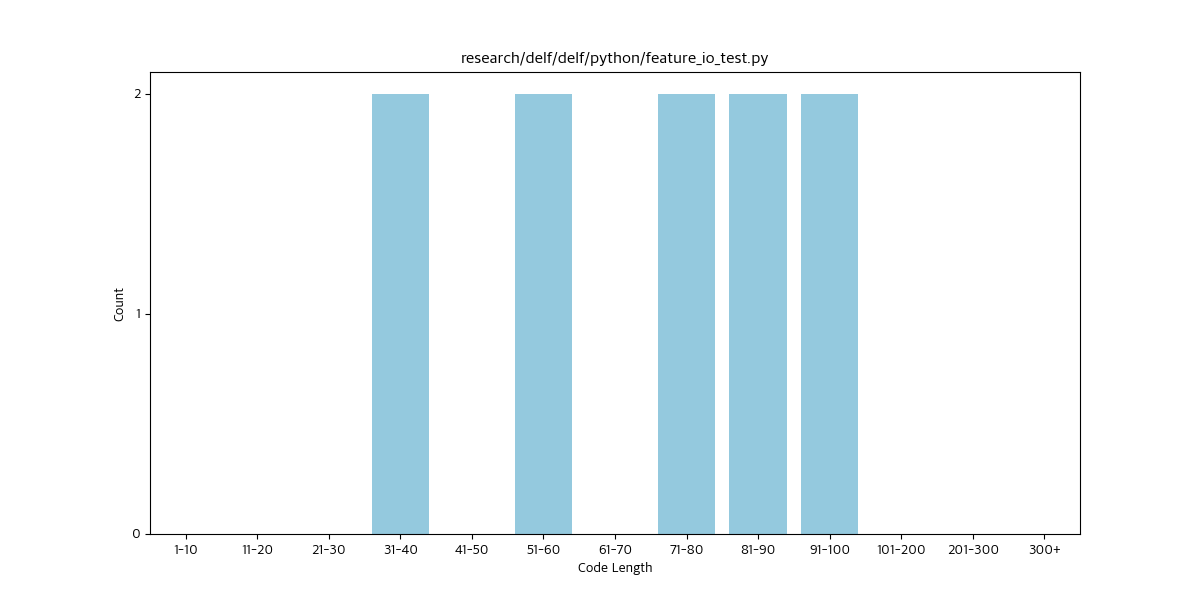 research/delf/delf/python/feature_io_test.py
2
1
0
Count
1-10 11-20 21-30 31-40 41-50 51-60 61-70 71-80 81-90 91-100 101-200 201-300 300+
Code Length